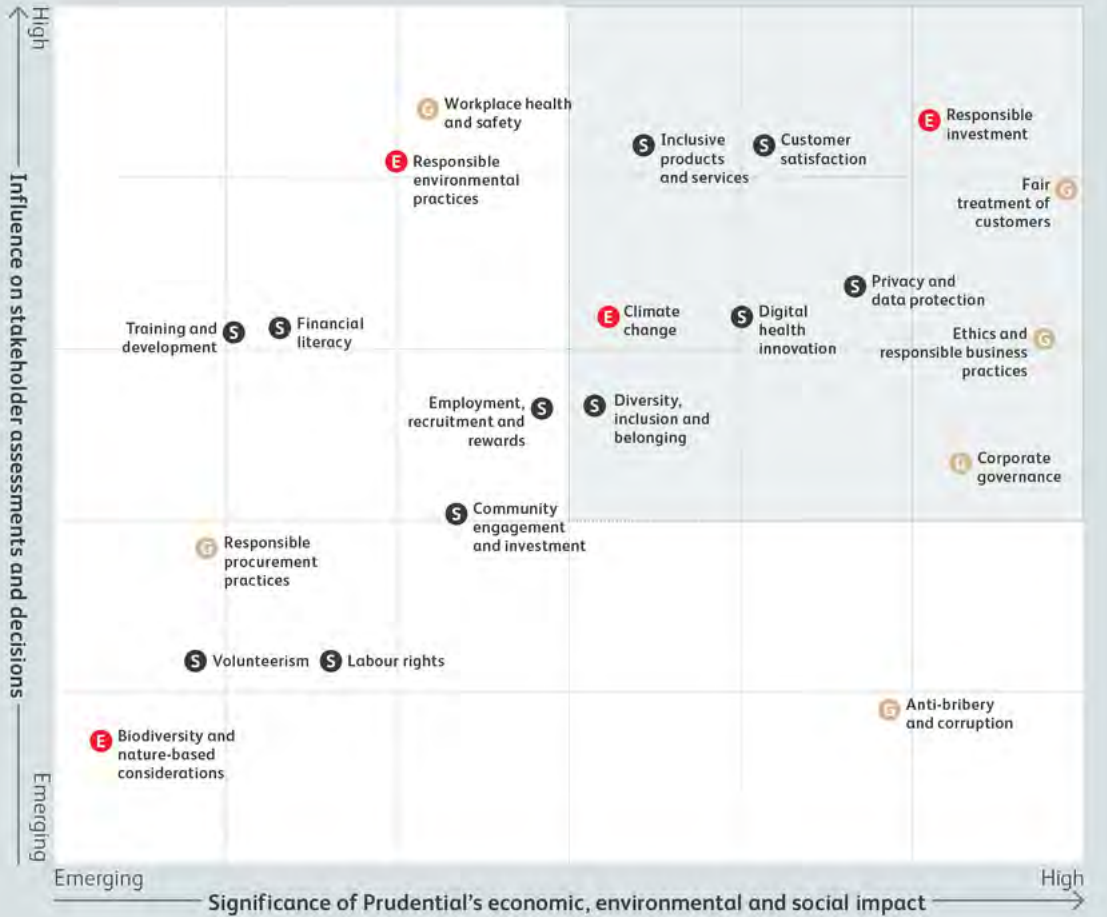 High
Influence on stakeholder assessments and decisions
Emerging
G
Workplace health
and safety
E
Responsible
environmental
practices
S
Inclusive
products
and services
S
Customer
satisfaction
E
Responsible
investment
Fair
treatment of
customers
G
S
Privacy and
data protection
Training and
development
S
S
Financial
literacy
E
Climate
change
S
Digital
health
innovation
Ethics and
responsible business
practices
G
Employment,
recruitment and
rewards
S
S
Diversity,
inclusion and
belonging
G
Corporate
governance
S
Community
engagement
and investment
G
Responsible
procurement
practices
S
Volunteerism
S
Labour rights
G
Anti-bribery
and corruption
E
Biodiversity and
nature-based
considerations
Emerging
High
Significance of Prudential's economic, environmental and social impact